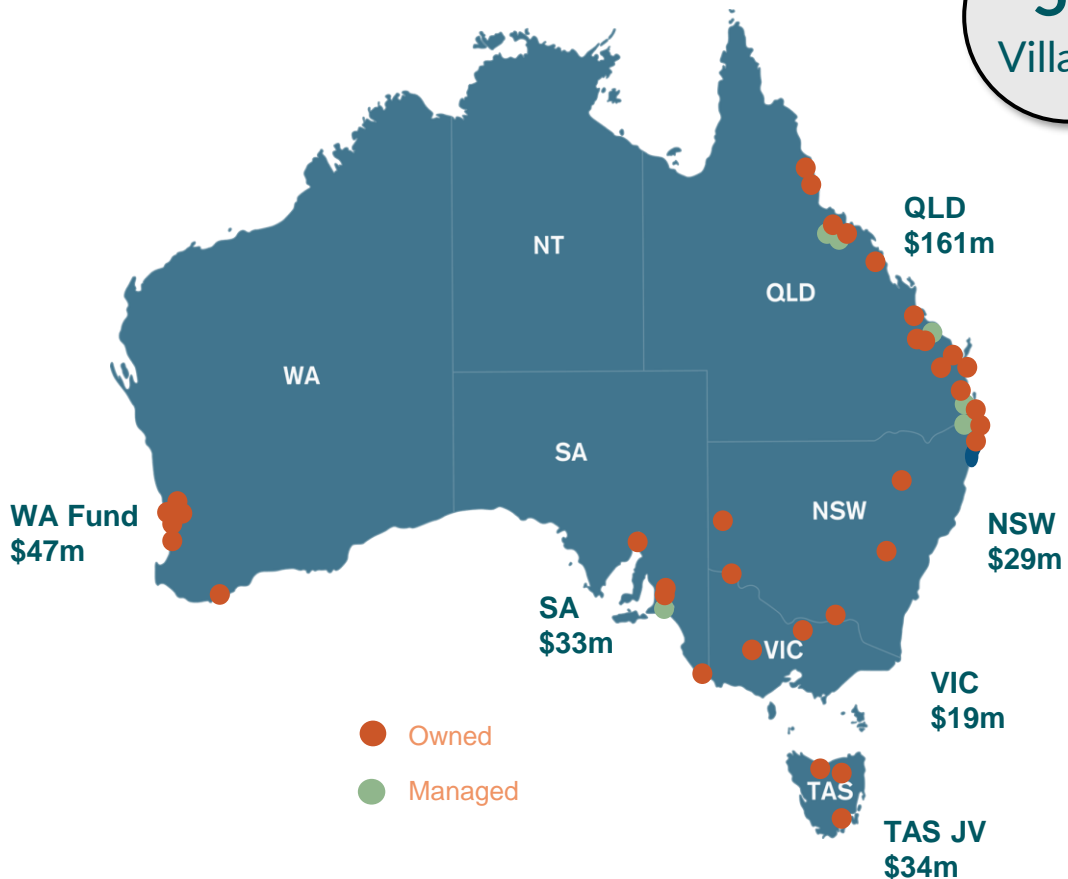 QLD
$161m
NT
QLD
WA
SA
NSW
WA Fund
$47m
NSW
$29m
SA
$33m
VIC
VIC
$19m
Owned
Managed
TAS
TAS JV
$34m